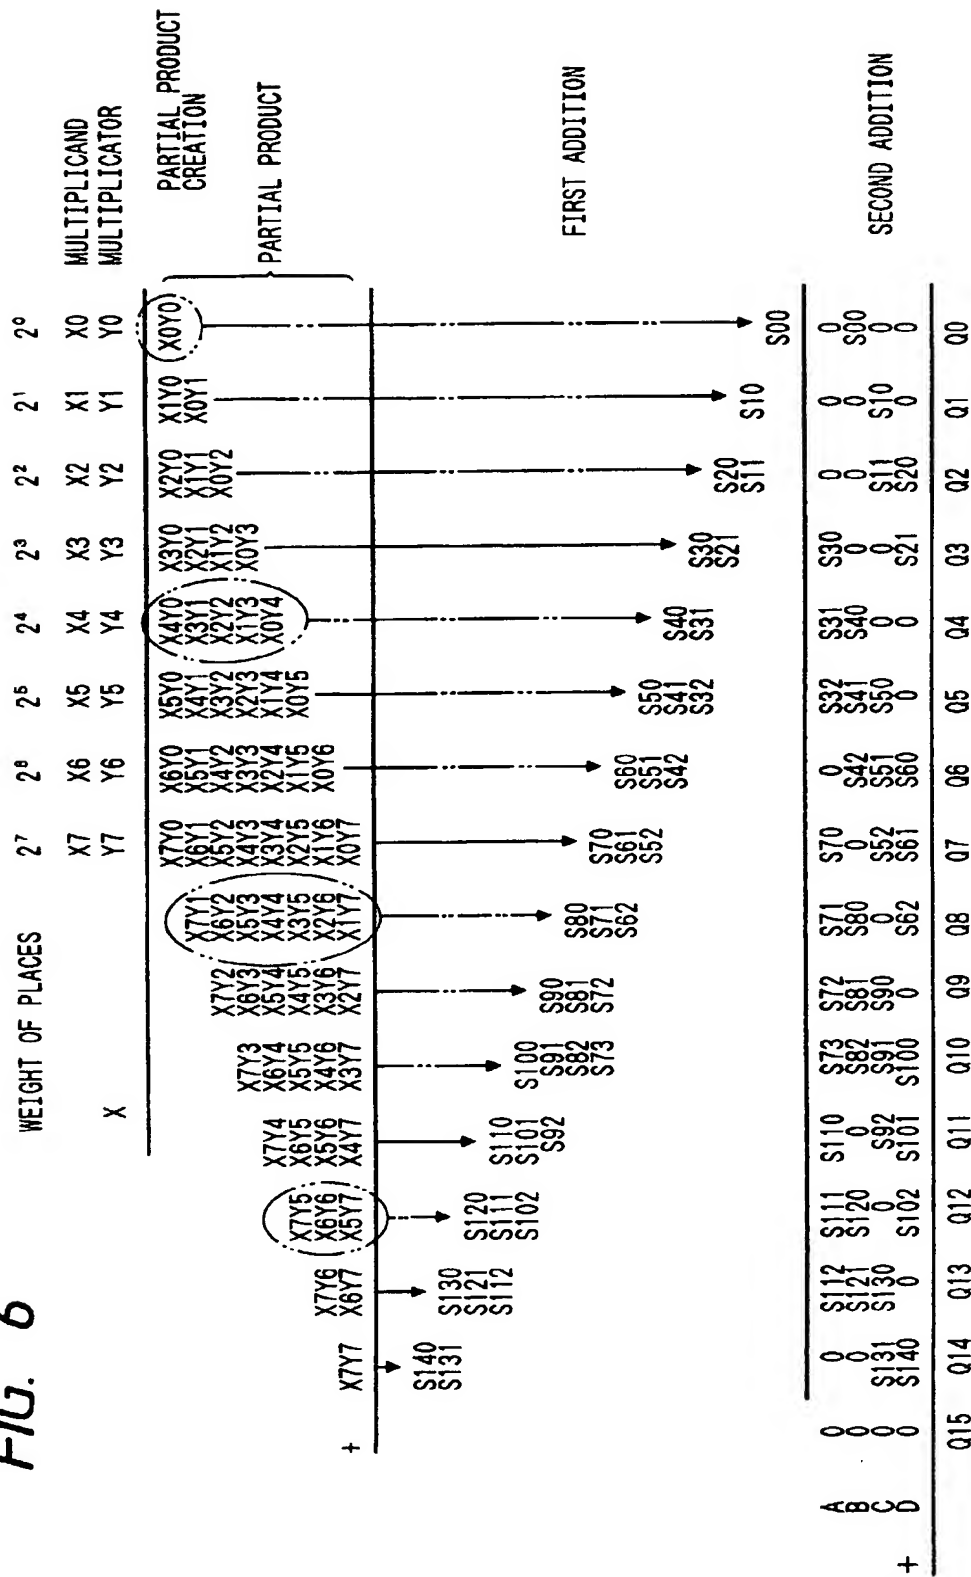 FIG. 6
WEIGHT OF PLACES 2⁷ 2⁶ 2⁵ 2⁴ 2³ 2² 2¹ 2⁰
X7 X6 X5 X4 X3 X2 X1 X0 MULTIPLICAND
X Y7 Y6 Y5 Y4 Y3 Y2 Y1 Y0 MULTIPLICATOR
PARTIAL PRODUCT
CREATION
X7Y0 X6Y0 X5Y0 X4Y0 X3Y0 X2Y0 X1Y0 X0Y0
X7Y1 X6Y1 X5Y1 X4Y1 X3Y1 X2Y1 X1Y1 X0Y1
X7Y2 X6Y2 X5Y2 X4Y2 X3Y2 X2Y2 X1Y2 X0Y2
X7Y3 X6Y3 X5Y3 X4Y3 X3Y3 X2Y3 X1Y3 X0Y3
PARTIAL PRODUCT
X7Y4 X6Y4 X5Y4 X4Y4 X3Y4 X2Y4 X1Y4 X0Y4
X7Y5 X6Y5 X5Y5 X4Y5 X3Y5 X2Y5 X1Y5 X0Y5
X7Y6 X6Y6 X5Y6 X4Y6 X3Y6 X2Y6 X1Y6 X0Y6
+ X7Y7 X6Y7 X5Y7 X4Y7 X3Y7 X2Y7 X1Y7 X0Y7
S140
S131 S130
S121 S120
S112 S111 S110
S102 S101 S100
S92 S91 S90
S82 S81 S80 FIRST ADDITION
S73 S72 S71 S70
S62 S61 S60
S52 S51 S50
S42 S41 S40
S32 S31 S30
S21 S20
S11 S10
S00
A 0 0 S112 S111 S110 S73 S72 S71 S70 0 S32 S31 S30 0 0 0
B 0 0 S121 S120 0 S82 S81 S80 0 S42 S41 S40 0 0 0 S00
C 0 S131 S130 0 S92 S91 S90 0 S52 S51 S50 0 0 S11 S10 0
SECOND ADDITION
+ D 0 S140 0 S102 S101 S100 0 S62 S61 S60 0 0 S21 S20 0 0
Q15 Q14 Q13 Q12 Q11 Q10 Q9 Q8 Q7 Q6 Q5 Q4 Q3 Q2 Q1 Q0